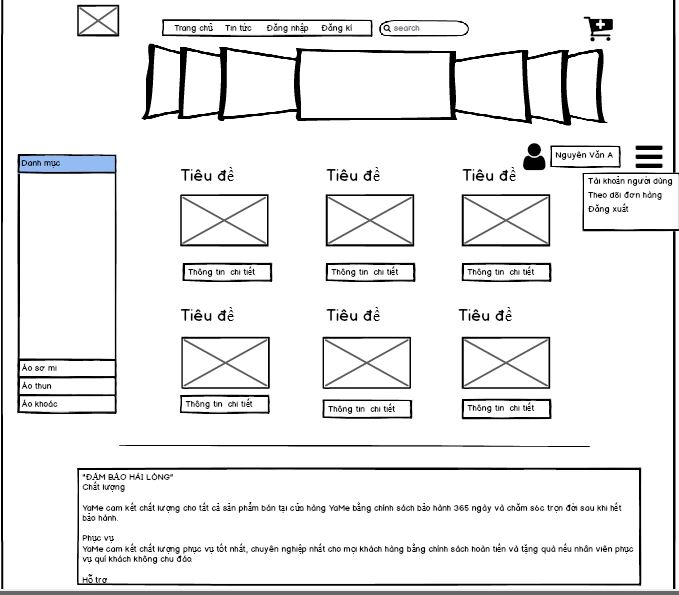 Trang chủ Tin tức Đăng nhập Đăng kí
search
Nguyên Văn A
Tài khoản người dùng
Theo dõi đơn hàng
Đăng xuất
Danh mục
Áo sơ mi
Áo thun
Áo khoác
Tiêu đề Tiêu đề Tiêu đề
Thông tin chi tiết Thông tin chi tiết Thông tin chi tiết
Tiêu đề Tiêu đề Tiêu đề
Thông tin chi tiết Thông tin chi tiết Thông tin chi tiết
"ĐẢM BẢO HÀI LÒNG"
Chất lượng
YaMe cam kết chất lượng cho tất cả sản phẩm bán tại cửa hàng YaMe bằng chính sách bảo hành 365 ngày và chăm sóc trọn đời sau khi hết
bảo hành.
Phục vụ
YaMe cam kết chất lượng phục vụ tốt nhất, chuyên nghiệp nhất cho mọi khách hàng bằng chính sách hoàn tiền và tặng quà nếu nhân viên phục
vụ quí khách không chu đáo.
Hỗ trợ